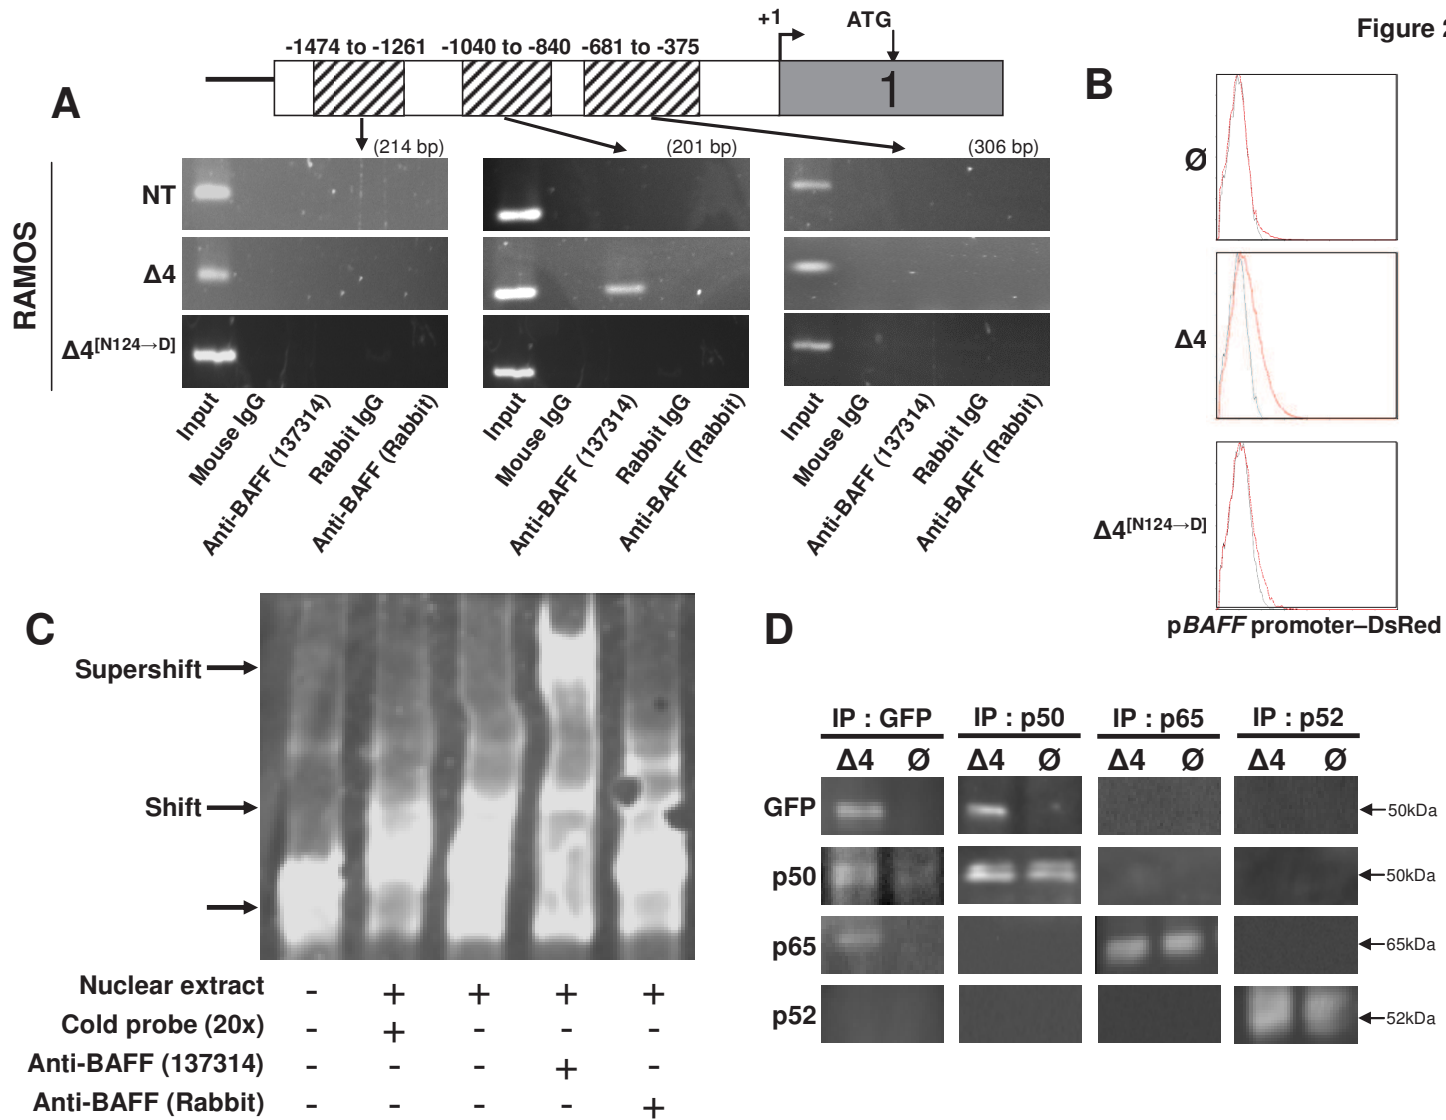 Figure 2
+1
ATG
-1474 to -1261
-1040 to -840
-681 to -375
1
A
(214 bp)
(201 bp)
(306 bp)
RAMOS
NT
Δ4
Δ4[N124→D]
Input
Mouse IgG
Anti-BAFF (137314)
Rabbit IgG
Anti-BAFF (Rabbit)
Input
Mouse IgG
Anti-BAFF (137314)
Rabbit IgG
Anti-BAFF (Rabbit)
Input
Mouse IgG
Anti-BAFF (137314)
Rabbit IgG
Anti-BAFF (Rabbit)
B
Ø
Δ4
Δ4[N124→D]
pBAFF promoter–DsRed
C
Supershift
Shift
Nuclear extract - + + + +
Cold probe (20x) - + - - -
Anti-BAFF (137314) - - - + -
Anti-BAFF (Rabbit) - - - - +
D
IP : GFP IP : p50 IP : p65 IP : p52
Δ4 Ø Δ4 Ø Δ4 Ø Δ4 Ø
GFP 50kDa
p50 50kDa
p65 65kDa
p52 52kDa